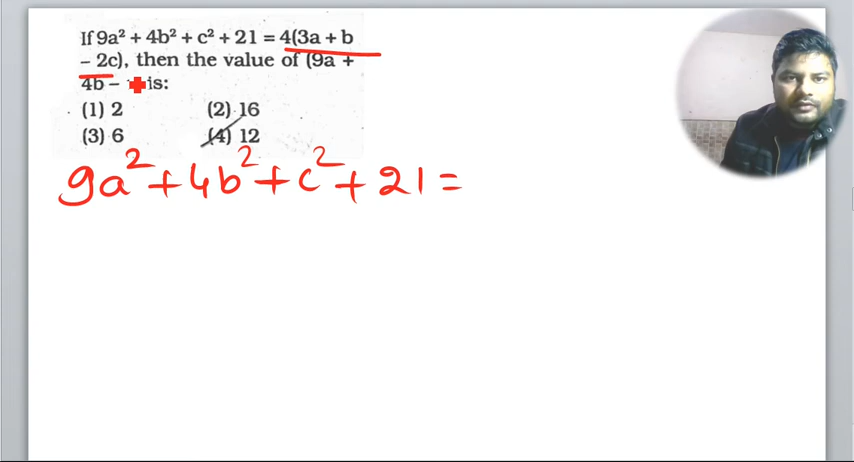 If 9a² + 4b² + c² + 21 = 4(3a + b
– 2c), then the value of (9a +
4b – is:
(1) 2 (2) 16
(3) 6 (4) 12
9a² + 4b² + c² + 21 =